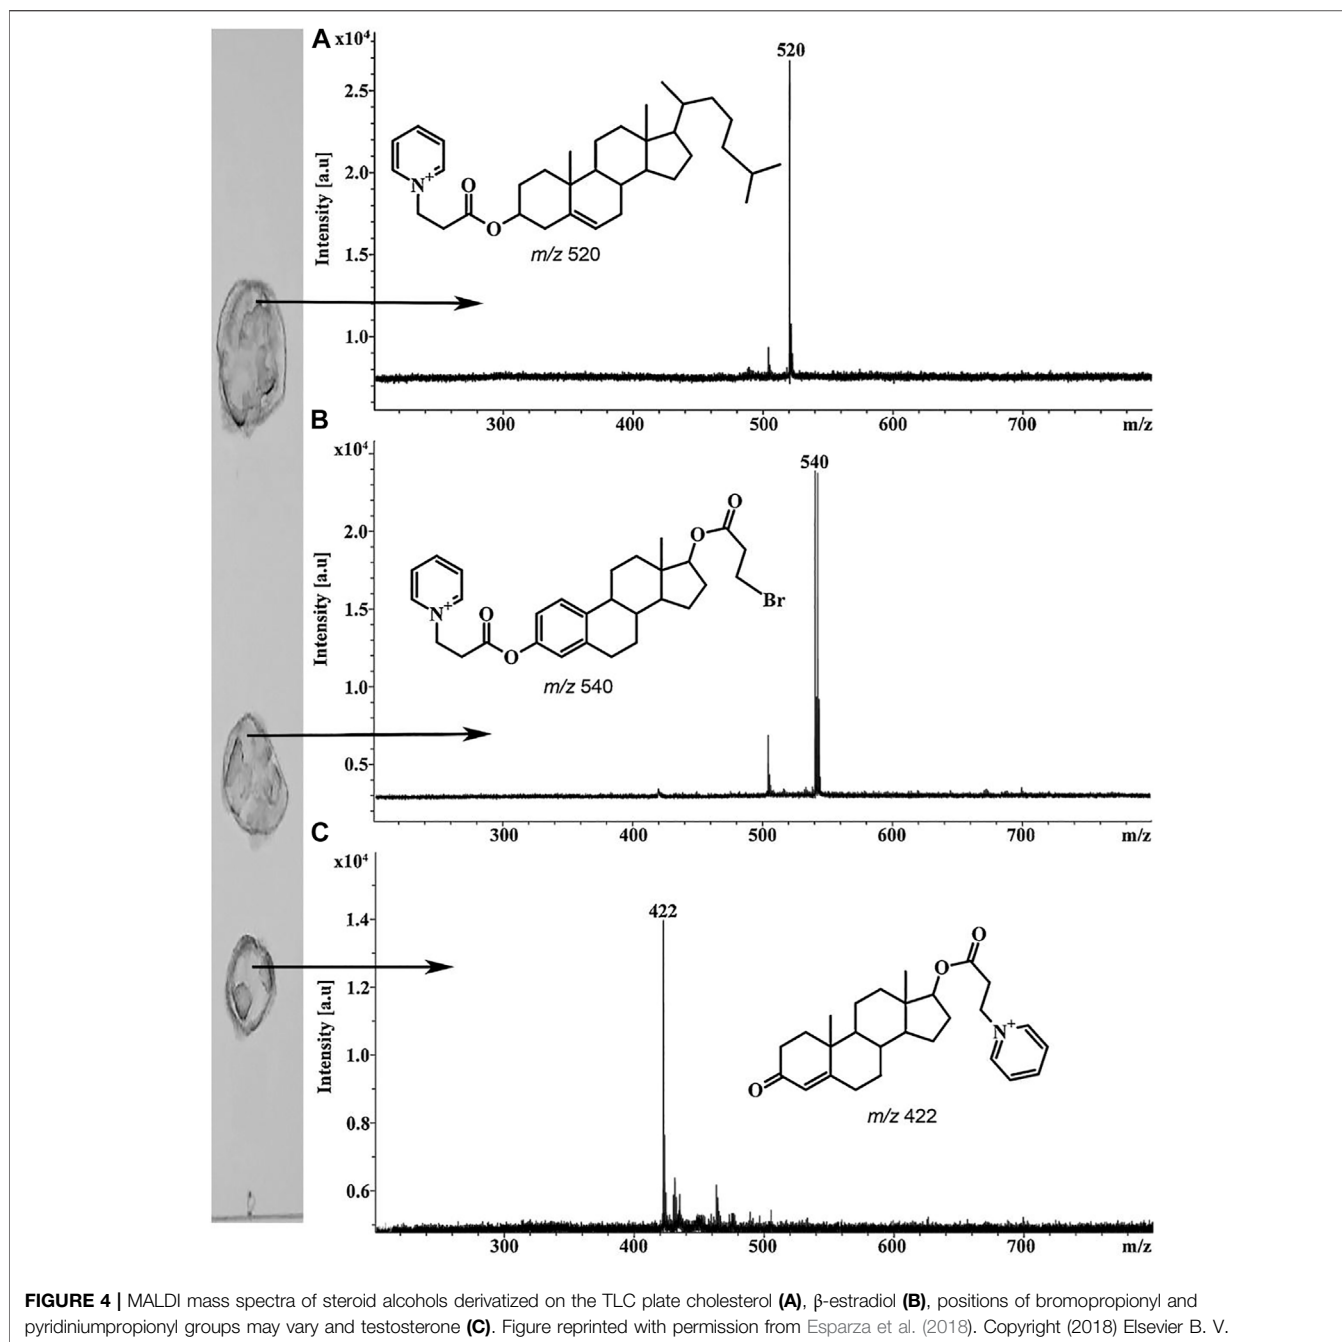 A
x10⁴
520
2.5
2.0
1.5
1.0
Intensity [a.u]
N⁺
O
O
m/z 520
300 400 500 600 700 m/z
B
x10⁴
540
2.0
1.5
1.0
0.5
Intensity [a.u]
O
O
Br
N⁺
O
O
m/z 540
300 400 500 600 700 m/z
C
x10⁴
422
1.4
1.2
1.0
0.8
0.6
Intensity [a.u]
O
O
N⁺
O
m/z 422
300 400 500 600 700 m/z
FIGURE 4 | MALDI mass spectra of steroid alcohols derivatized on the TLC plate cholesterol (A), β-estradiol (B), positions of bromopropionyl and
pyridiniumpropionyl groups may vary and testosterone (C). Figure reprinted with permission from Esparza et al. (2018). Copyright (2018) Elsevier B. V.